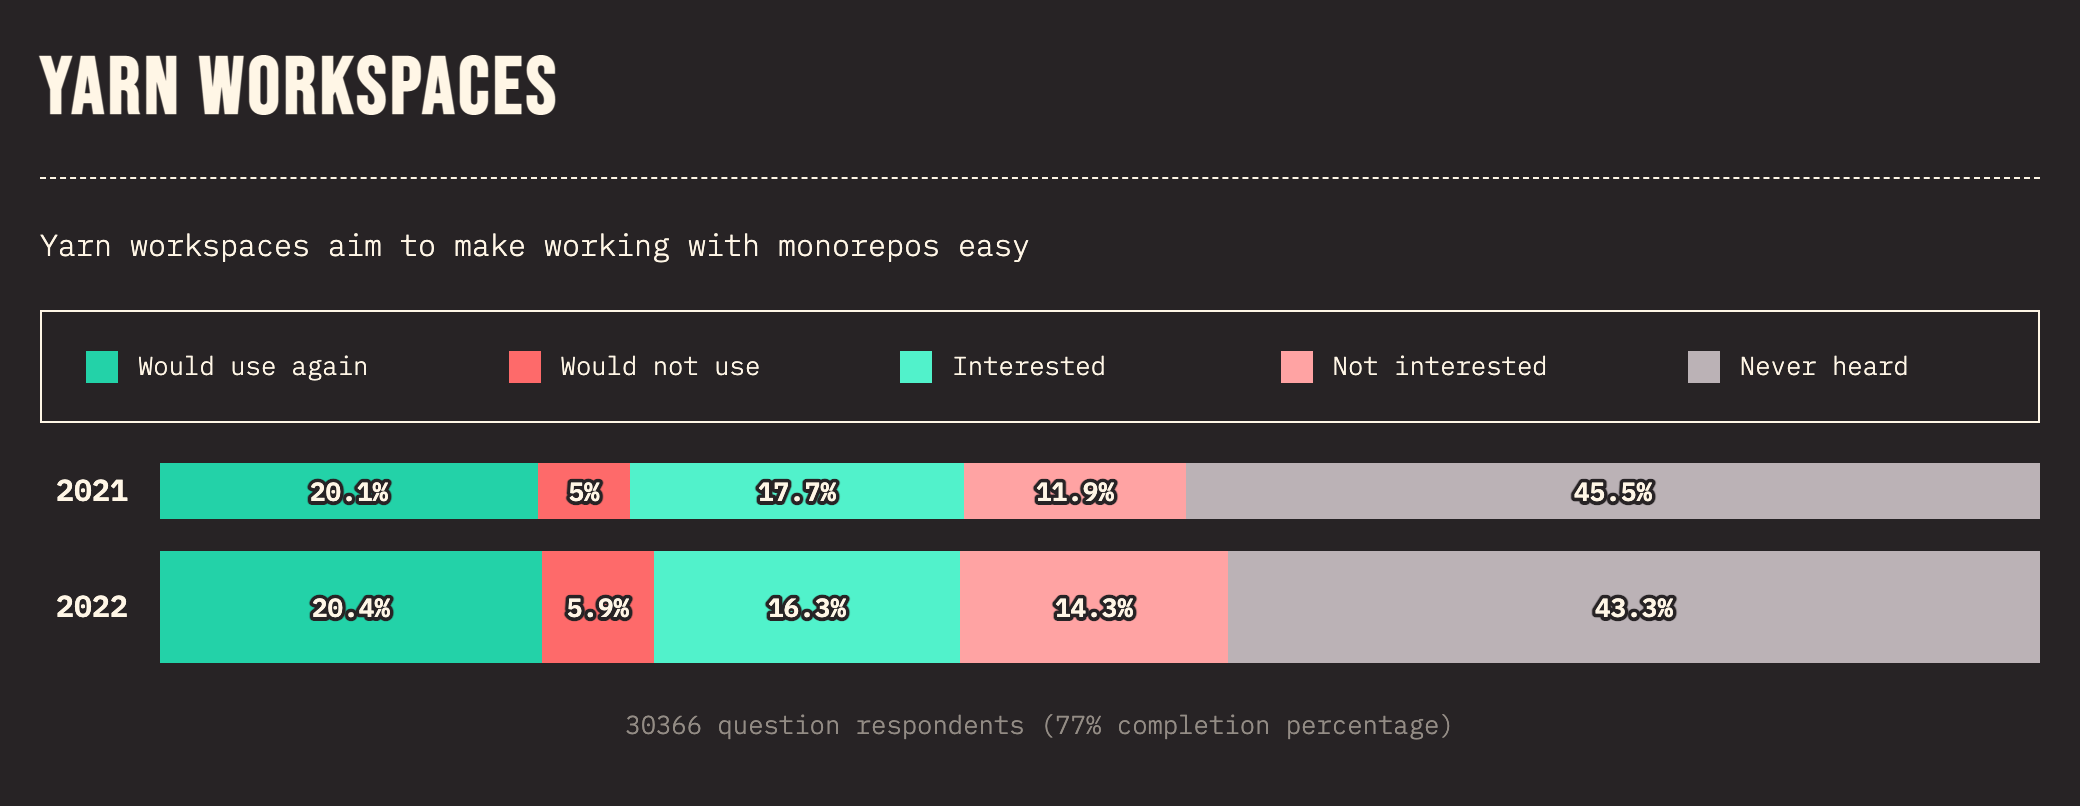 YARN WORKSPACES
Yarn workspaces aim to make working with monorepos easy
Would use again Would not use Interested Not interested Never heard
2021 20.1% 5% 17.7% 11.9% 45.5%
2022 20.4% 5.9% 16.3% 14.3% 43.3%
30366 question respondents (77% completion percentage)